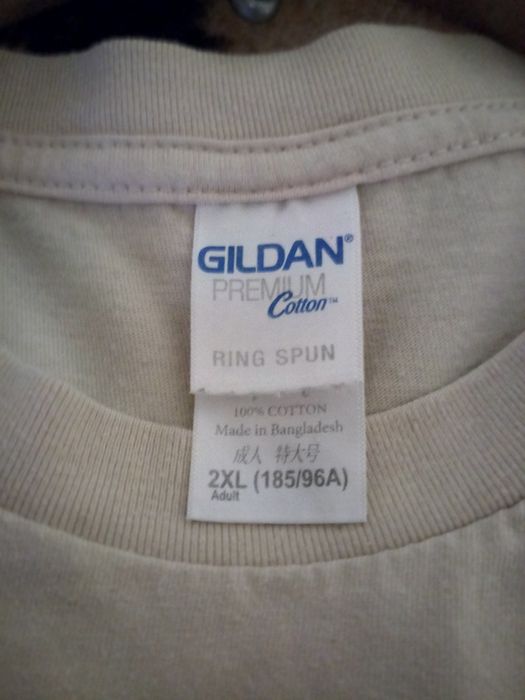 GILDAN®
PREMIUM
Cotton™
RING SPUN
100% COTTON
Made in Bangladesh
成人 特大号
2XL (185/96A)
Adult